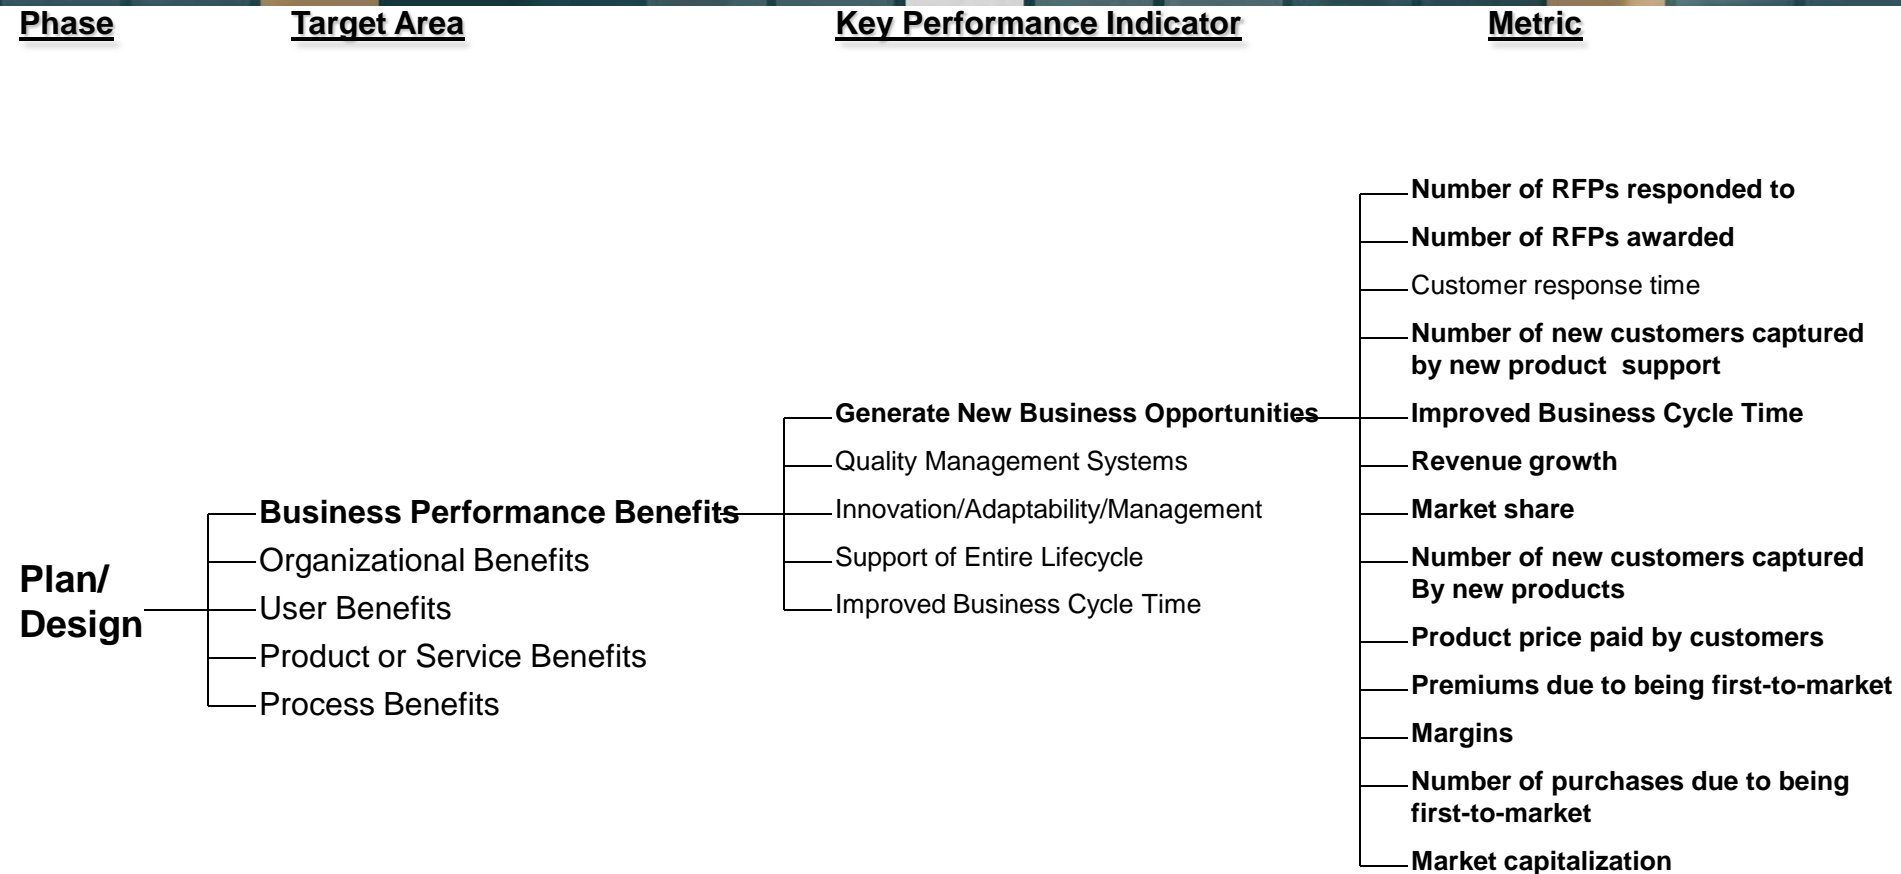 Phase
Target Area
Key Performance Indicator
Metric
Plan/
Design
Business Performance Benefits
Organizational Benefits
User Benefits
Product or Service Benefits
Process Benefits
Generate New Business Opportunities
Quality Management Systems
Innovation/Adaptability/Management
Support of Entire Lifecycle
Improved Business Cycle Time
Number of RFPs responded to
Number of RFPs awarded
Customer response time
Number of new customers captured
by new product  support
Improved Business Cycle Time
Revenue growth
Market share
Number of new customers captured
By new products
Product price paid by customers
Premiums due to being first-to-market
Margins
Number of purchases due to being
first-to-market
Market capitalization